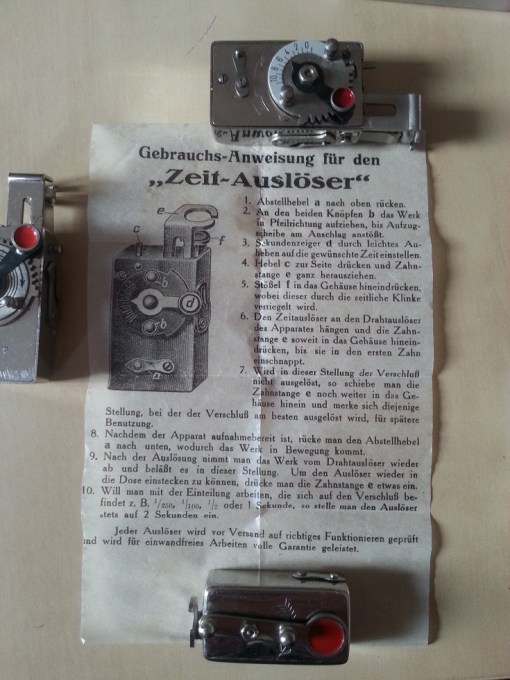 10 8 6 4 2 0
Gebrauchs-Anweisung für den
„Zeit-Auslöser“
1. Abstellhebel a nach oben rücken.
2. An den beiden Knöpfen b das Werk
in Pfeilrichtung aufziehen, bis Aufzug-
scheibe am Anschlag anstößt.
3. Sekundenzeiger d durch leichtes An-
heben auf die gewünschte Zeit einstellen.
4. Hebel c zur Seite drücken und Zahn-
stange e ganz herausziehen.
5. Stößel f in das Gehäuse hineindrücken,
wobei dieser durch die seitliche Klinke
verriegelt wird.
6. Den Zeitauslöser an den Drahtauslöser
des Apparates hängen und die Zahn-
stange e soweit in das Gehäuse hinein-
drücken, bis sie in den ersten Zahn
einschnappt.
7. Wird in dieser Stellung der Verschluß
nicht ausgelöst, so schiebe man die
Zahnstange e noch weiter in das Ge-
häuse hinein und merke sich diejenige
Stellung, bei der der Verschluß am besten ausgelöst wird, für spätere
Benutzung.
8. Nachdem der Apparat aufnahmebereit ist, rücke man den Abstellhebel
a nach unten, wodurch das Werk in Bewegung kommt.
9. Nach der Auslösung nimmt man das Werk vom Drahtauslöser wieder
ab und beläßt es in dieser Stellung. Um den Auslöser wieder in
die Dose einstecken zu können, drücke man die Zahnstange e etwas ein.
10. Will man mit der Einteilung arbeiten, die sich auf den Verschluß be-
findet z. B. 1/250, 1/100, 1/2 oder 1 Sekunde, so stelle man den Auslöser
stets auf 2 Sekunden ein.
Jeder Auslöser wird vor Versand auf richtiges Funktionieren geprüft
und wird für einwandfreies Arbeiten volle Garantie geleistet.
e
f
c
b
d
b
a